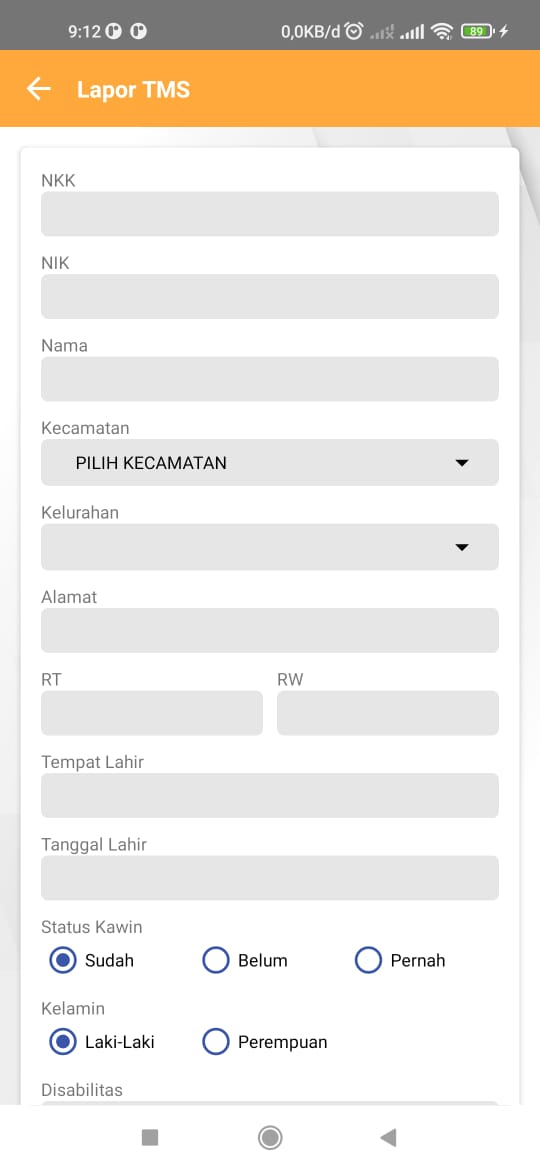 9:12 0,0KB/d 89
Lapor TMS
NKK
NIK
Nama
Kecamatan
PILIH KECAMATAN
Kelurahan
Alamat
RT RW
Tempat Lahir
Tanggal Lahir
Status Kawin
Sudah Belum Pernah
Kelamin
Laki-Laki Perempuan
Disabilitas